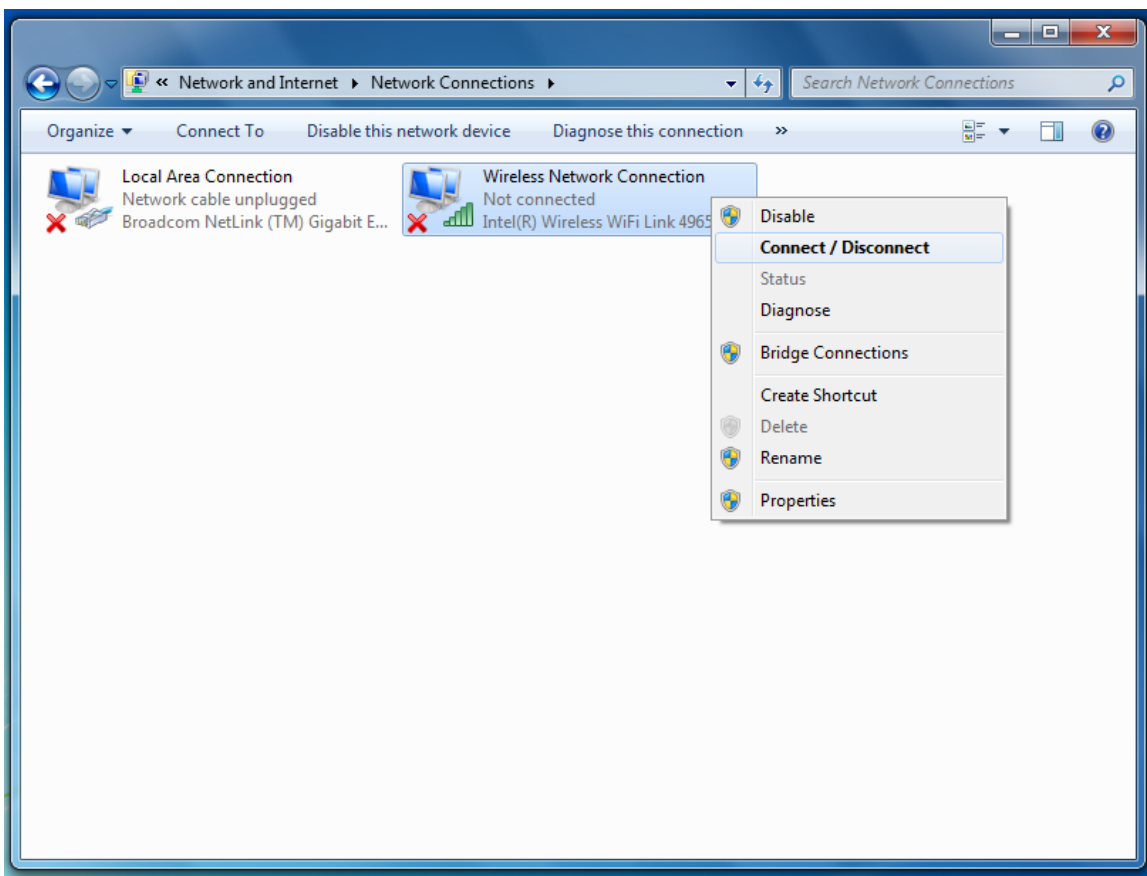 « Network and Internet ▸ Network Connections ▸
Search Network Connections
Organize Connect To Disable this network device Diagnose this connection »
Local Area Connection
Network cable unplugged
Broadcom NetLink (TM) Gigabit E...
Wireless Network Connection
Not connected
Intel(R) Wireless WiFi Link 4965
Disable
Connect / Disconnect
Status
Diagnose
Bridge Connections
Create Shortcut
Delete
Rename
Properties